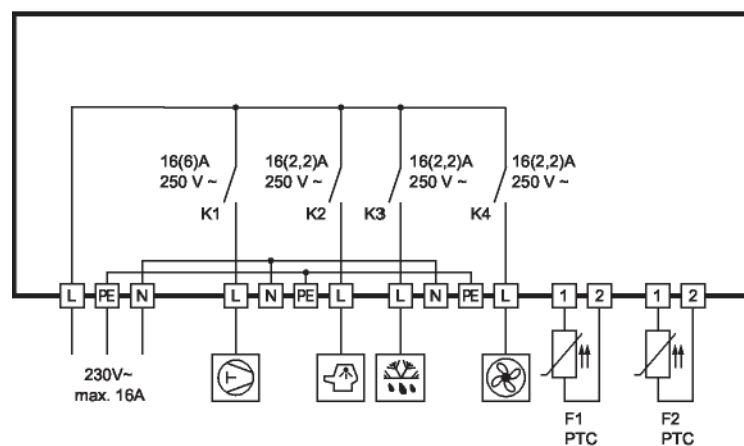 16(6)A 16(2,2)A 16(2,2)A 16(2,2)A
250 V ~ 250 V ~ 250 V ~ 250 V ~
K1 K2 K3 K4
L PE N L N PE L L N PE L 1 2 1 2
230V~
max. 16A
F1 F2
PTC PTC